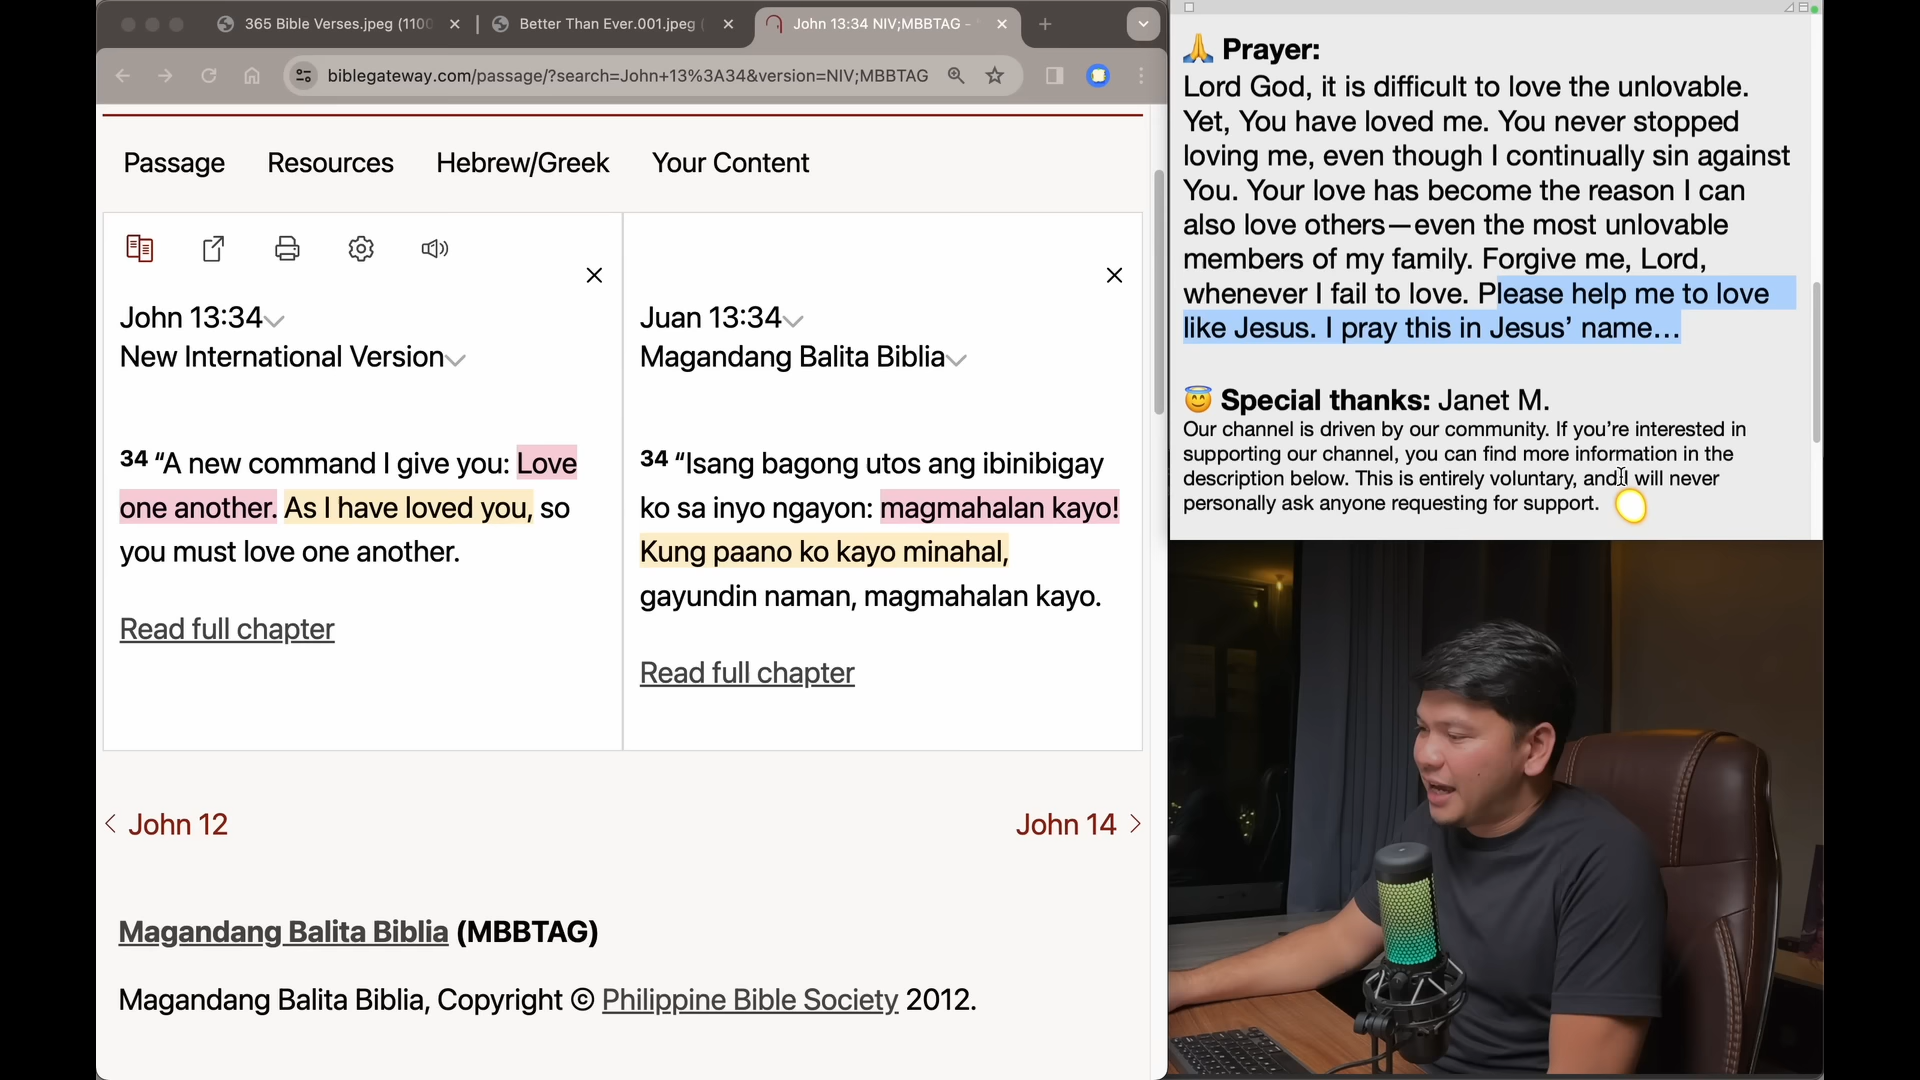 365 Bible Verses.jpeg (1100
Better Than Ever.001.jpeg (
John 13:34 NIV;MBBTAG -
biblegateway.com/passage/?search=John+13%3A34&version=NIV;MBBTAG
Passage
Resources
Hebrew/Greek
Your Content
John 13:34
New International Version
34 “A new command I give you: Love
one another. As I have loved you, so
you must love one another.
Read full chapter
Juan 13:34
Magandang Balita Biblia
34 “Isang bagong utos ang ibinibigay
ko sa inyo ngayon: magmahalan kayo!
Kung paano ko kayo minahal,
gayundin naman, magmahalan kayo.
Read full chapter
John 12
John 14
Magandang Balita Biblia (MBBTAG)
Magandang Balita Biblia, Copyright © Philippine Bible Society 2012.
🙏 Prayer:
Lord God, it is difficult to love the unlovable.
Yet, You have loved me. You never stopped
loving me, even though I continually sin against
You. Your love has become the reason I can
also love others—even the most unlovable
members of my family. Forgive me, Lord,
whenever I fail to love. Please help me to love
like Jesus. I pray this in Jesus’ name…
😇 Special thanks: Janet M.
Our channel is driven by our community. If you’re interested in
supporting our channel, you can find more information in the
description below. This is entirely voluntary, and I will never
personally ask anyone requesting for support.